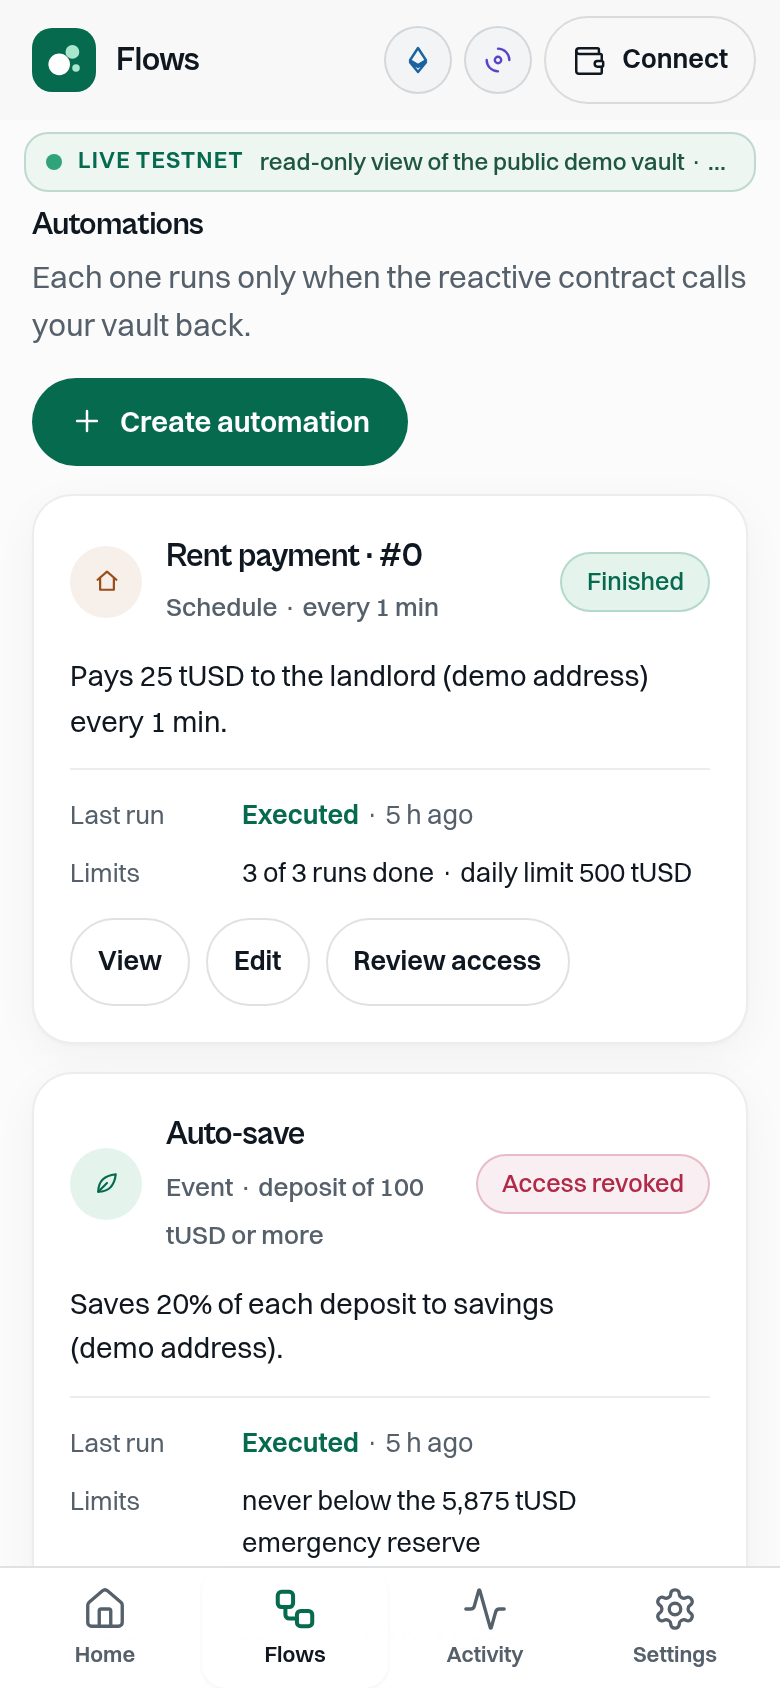 Flows
Connect
LIVE TESTNET read-only view of the public demo vault · ...
Automations
Each one runs only when the reactive contract calls
your vault back.
Create automation
Rent payment · #0
Schedule · every 1 min
Finished
Pays 25 tUSD to the landlord (demo address)
every 1 min.
Last run Executed · 5 h ago
Limits 3 of 3 runs done · daily limit 500 tUSD
View Edit Review access
Auto-save
Event · deposit of 100
tUSD or more
Access revoked
Saves 20% of each deposit to savings
(demo address).
Last run Executed · 5 h ago
Limits never below the 5,875 tUSD
emergency reserve
Home Flows Activity Settings